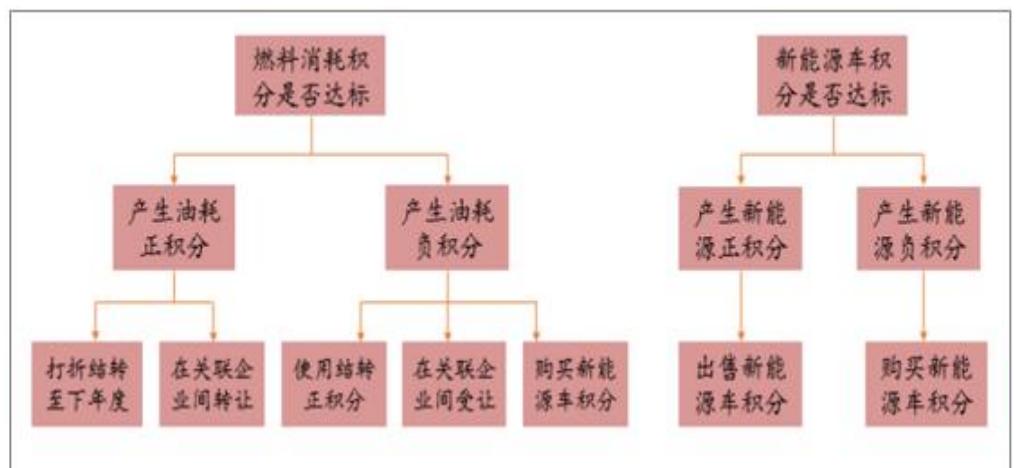 燃料消耗积
分是否达标
新能源车积
分是否达标
产生油耗
正积分
产生油耗
负积分
产生新能
源正积分
产生新能
源负积分
打折结转
至下年度
在关联企
业间转让
使用结转
正积分
在关联企
业间受让
购买新能
源车积分
出售新能
源车积分
购买新能
源车积分